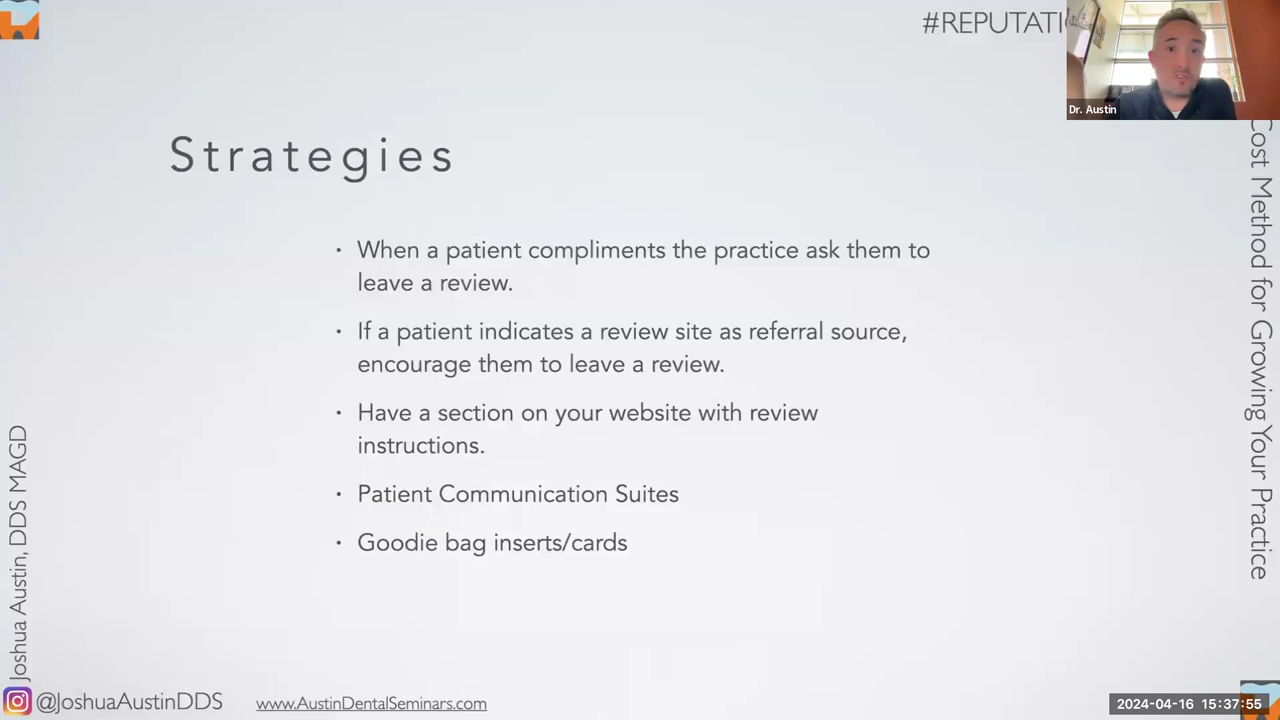 #REPUTATI
Dr. Austin
Strategies
• When a patient compliments the practice ask them to
leave a review.
• If a patient indicates a review site as referral source,
encourage them to leave a review.
• Have a section on your website with review
instructions.
• Patient Communication Suites
• Goodie bag inserts/cards
Cost Method for Growing Your Practice
Joshua Austin, DDS MAGD
@JoshuaAustinDDS
www.AustinDentalSeminars.com
2024-04-16 15:37:55